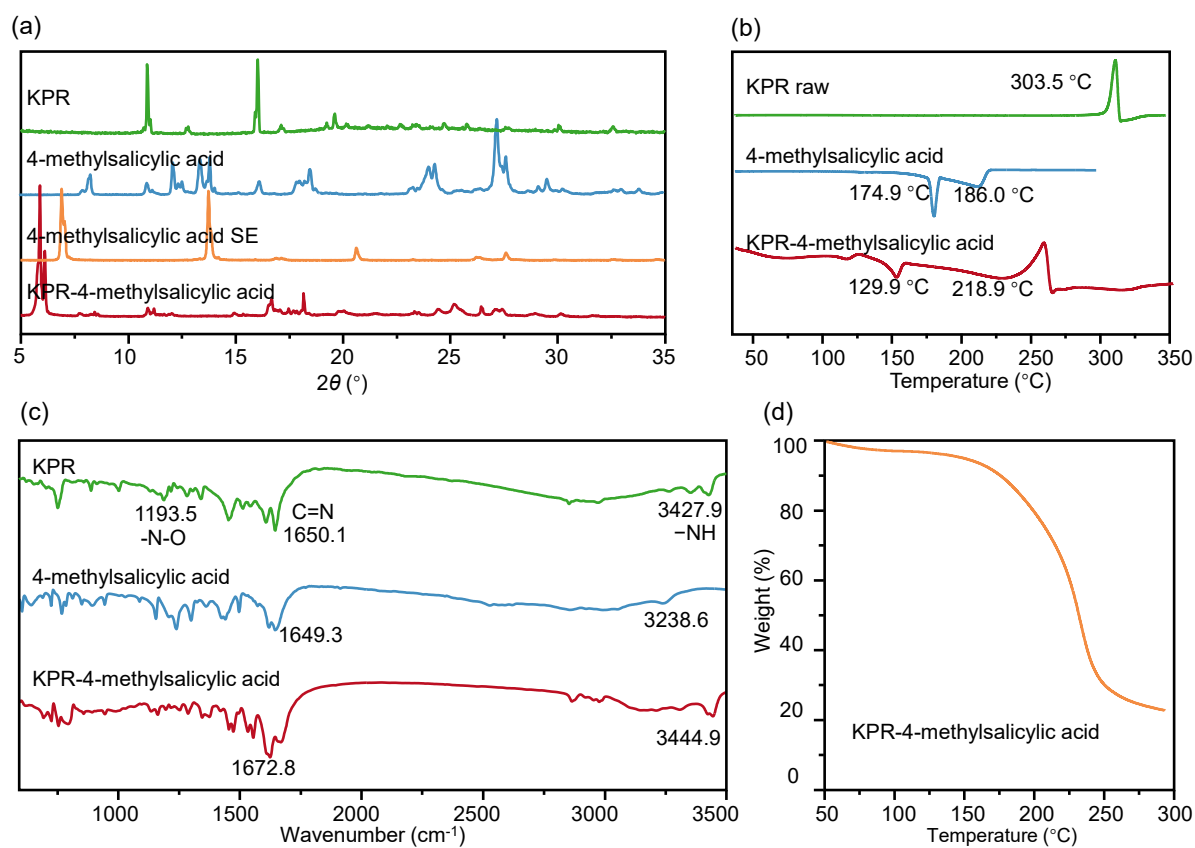 (a)
KPR
4-methylsalicylic acid
4-methylsalicylic acid SE
KPR-4-methylsalicylic acid
5 10 15 20 25 30 35
2θ (°)
(b)
KPR raw
303.5 °C
4-methylsalicylic acid
174.9 °C 186.0 °C
KPR-4-methylsalicylic acid
129.9 °C 218.9 °C
50 100 150 200 250 300 350
Temperature (°C)
(c)
KPR
1193.5
-N-O
C=N
1650.1
3427.9
−NH
4-methylsalicylic acid
1649.3
3238.6
KPR-4-methylsalicylic acid
1672.8
3444.9
1000 1500 2000 2500 3000 3500
Wavenumber (cm⁻¹)
(d)
100
80
60
40
20
0
Weight (%)
KPR-4-methylsalicylic acid
50 100 150 200 250 300
Temperature (°C)